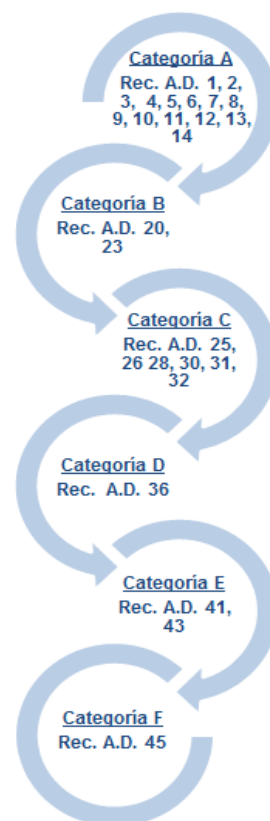 Categoría A
Rec. A.D. 1, 2,
3, 4, 5, 6, 7, 8,
9, 10, 11, 12, 13,
14
Categoría B
Rec. A.D. 20,
23
Categoría C
Rec. A.D. 25,
26 28, 30, 31,
32
Categoría D
Rec. A.D. 36
Categoría E
Rec. A.D. 41,
43
Categoría F
Rec. A.D. 45